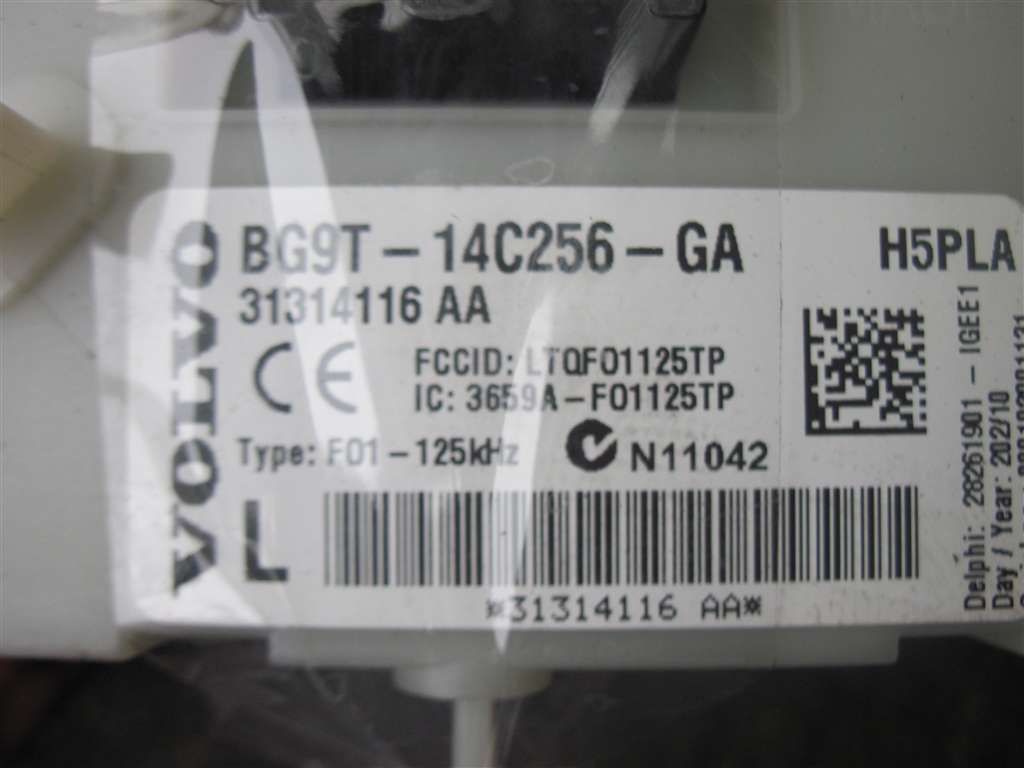 VOLVO
BG9T-14C256-GA
H5PLA
31314116 AA
CE
FCCID: LTQFO1125TP
IC: 3659A-FO1125TP
Type: FO1-125kHz
N11042
L
*31314116 AA*
Delphi: 28261901 - IGEE1
Day / Year: 202/10